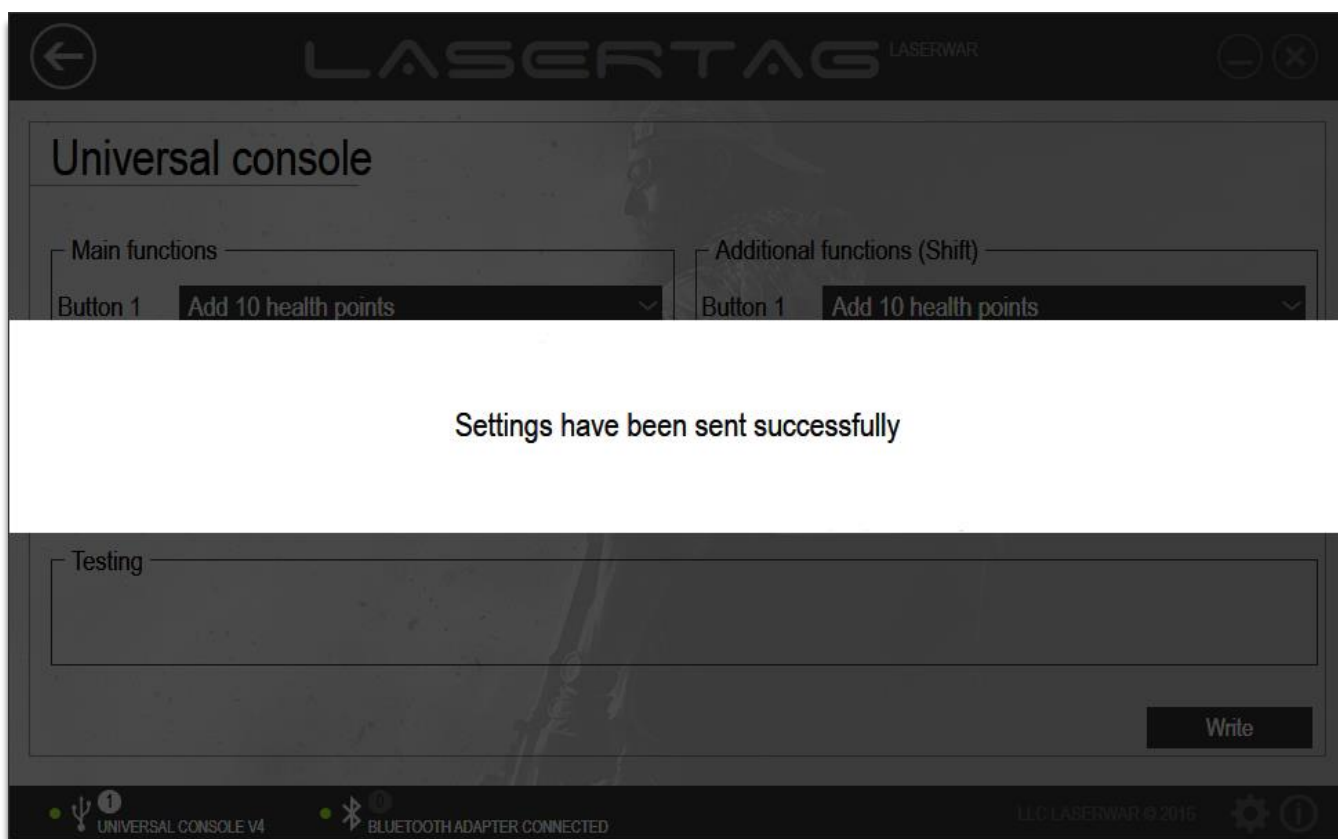 LASERTAG LASERWAR
Universal console
Main functions
Additional functions (Shift)
Button 1 Add 10 health points
Button 1 Add 10 health points
Settings have been sent successfully
Testing
Write
1
UNIVERSAL CONSOLE V4
0
BLUETOOTH ADAPTER CONNECTED
LLC LASERWAR © 2016